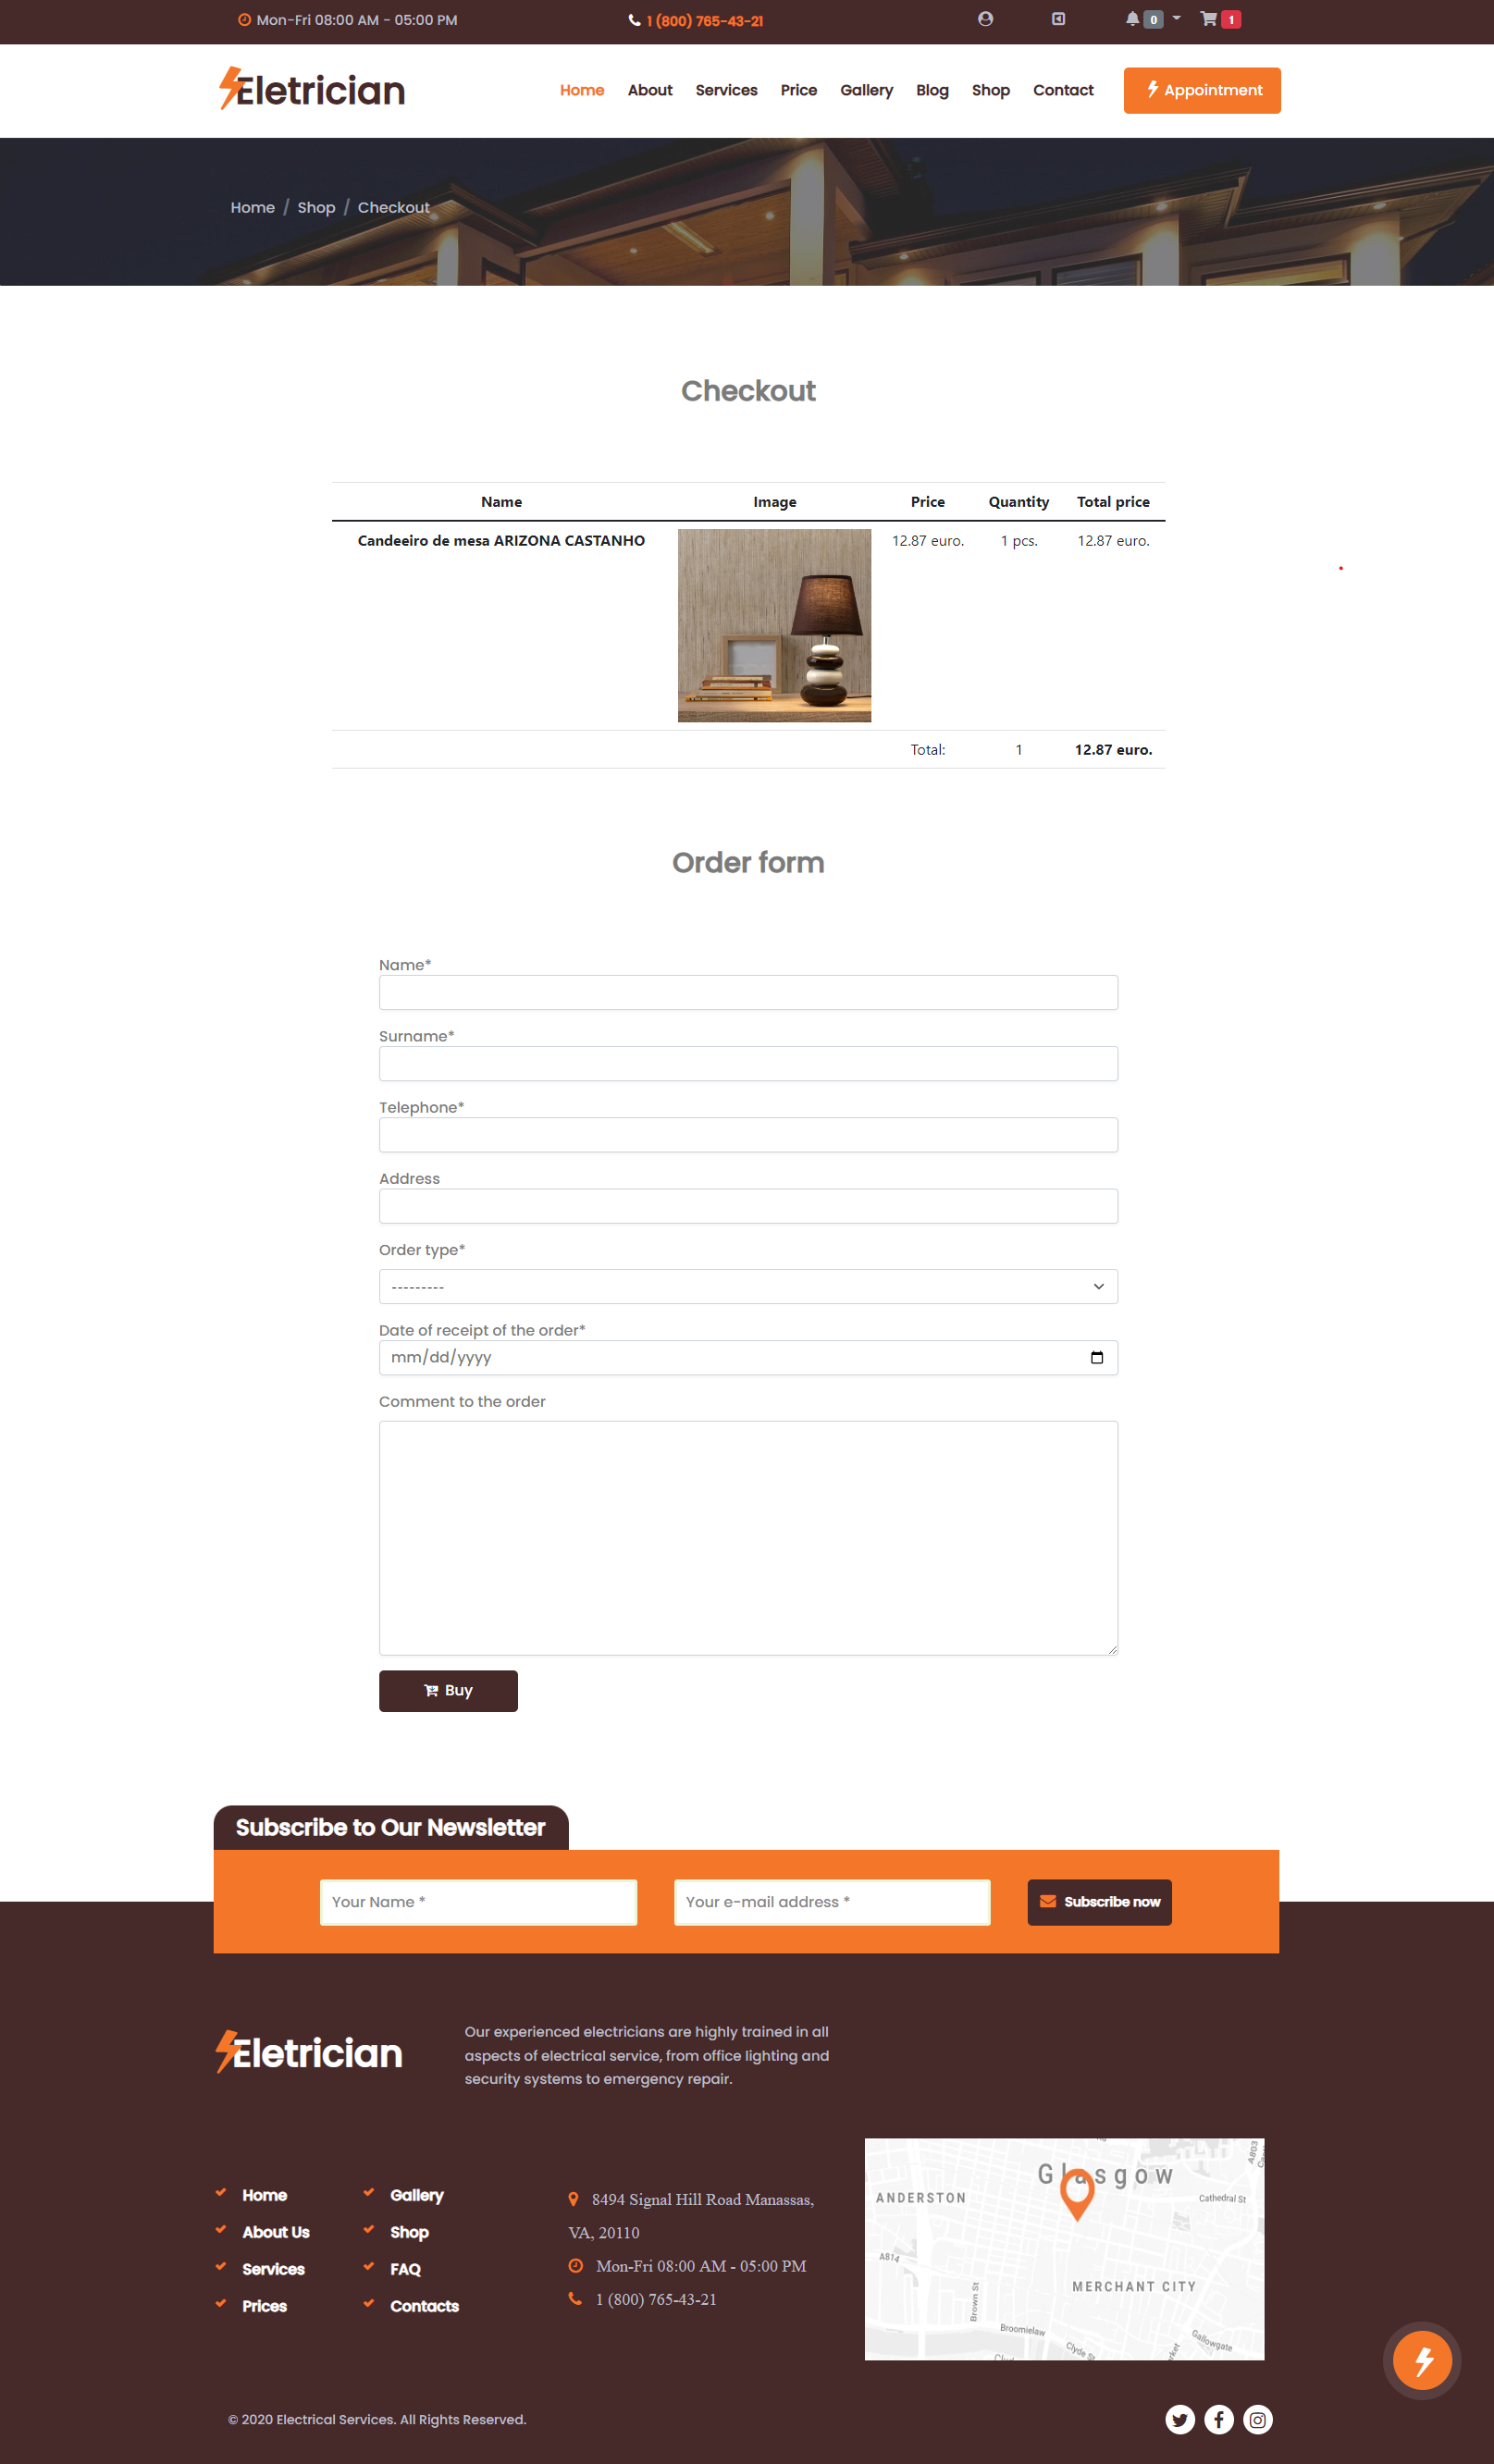 Mon-Fri 08:00 AM - 05:00 PM
1 (800) 765-43-21
0
1
Eletrician
Home About Services Price Gallery Blog Shop Contact
Appointment
Home / Shop / Checkout
Checkout
Name Image Price Quantity Total price
Candeeiro de mesa ARIZONA CASTANHO 12.87 euro. 1 pcs. 12.87 euro.
Total: 1 12.87 euro.
Order form
Name*
Surname*
Telephone*
Address
Order type*
---------
Date of receipt of the order*
mm/dd/yyyy
Comment to the order
Buy
Subscribe to Our Newsletter
Your Name *
Your e-mail address *
Subscribe now
Eletrician
Our experienced electricians are highly trained in all
aspects of electrical service, from office lighting and
security systems to emergency repair.
Home
About Us
Services
Prices
Gallery
Shop
FAQ
Contacts
8494 Signal Hill Road Manassas,
VA, 20110
Mon-Fri 08:00 AM - 05:00 PM
1 (800) 765-43-21
A803
Glasgow
ANDERSTON
Cathedral St
A814
MERCHANT CITY
Brown St
Broomielaw
Clyde St
Gallowgate
© 2020 Electrical Services. All Rights Reserved.